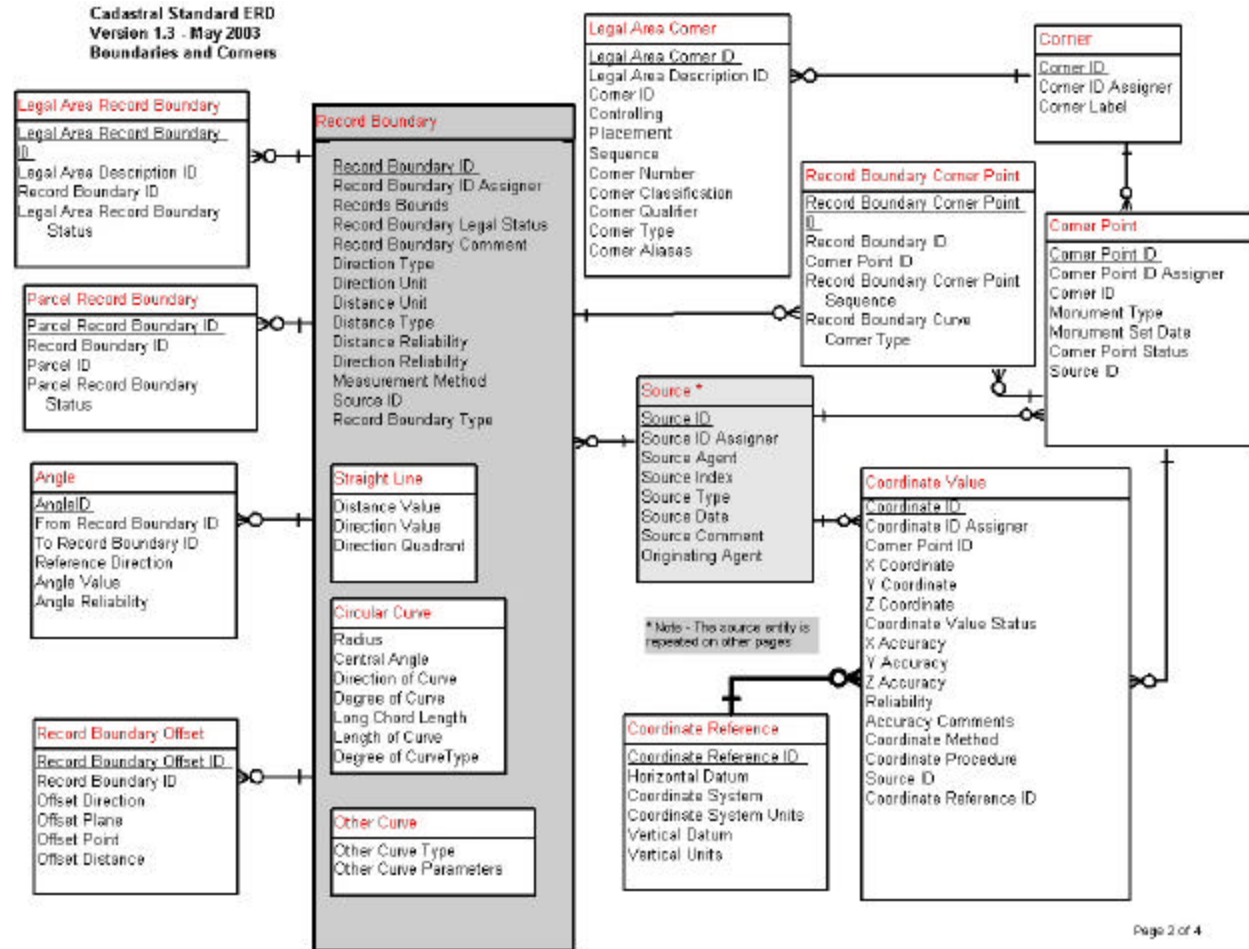 Cadastral Standard ERD
Version 1.3 - May 2003
Boundaries and Corners
Legal Area Record Boundary
Legal Area Record Boundary
ID
Legal Area Description ID
Record Boundary ID
Legal Area Record Boundary
Status
Parcel Record Boundary
Parcel Record Boundary ID
Record Boundary ID
Parcel ID
Parcel Record Boundary
Status
Angle
AngleID
From Record Boundary ID
To Record Boundary ID
Reference Direction
Angle Value
Angle Reliability
Record Boundary Offset
Record Boundary Offset ID
Record Boundary ID
Offset Direction
Offset Plane
Offset Point
Offset Distance
Record Boundary
Record Boundary ID
Record Boundary ID Assigner
Records Bounds
Record Boundary Legal Status
Record Boundary Comment
Direction Type
Direction Unit
Distance Unit
Distance Type
Distance Reliability
Direction Reliability
Measurement Method
Source ID
Record Boundary Type
Straight Line
Distance Value
Direction Value
Direction Quadrant
Circular Curve
Radius
Central Angle
Direction of Curve
Degree of Curve
Long Chord Length
Length of Curve
Degree of CurveType
Other Curve
Other Curve Type
Other Curve Parameters
Legal Area Corner
Legal Area Corner ID
Legal Area Description ID
Corner ID
Controlling
Placement
Sequence
Corner Number
Corner Classification
Corner Qualifier
Corner Type
Corner Aliases
Corner
Corner ID
Corner ID Assigner
Corner Label
Record Boundary Corner Point
Record Boundary Corner Point
ID
Record Boundary ID
Corner Point ID
Record Boundary Corner Point
Sequence
Record Boundary Curve
Corner Type
Corner Point
Corner Point ID
Corner Point ID Assigner
Corner ID
Monument Type
Monument Set Date
Corner Point Status
Source ID
Source *
Source ID
Source ID Assigner
Source Agent
Source Index
Source Type
Source Date
Source Comment
Originating Agent
* Note - The source entity is
repeated on other pages
Coordinate Reference
Coordinate Reference ID
Horizontal Datum
Coordinate System
Coordinate System Units
Vertical Datum
Vertical Units
Coordinate Value
Coordinate ID
Coordinate ID Assigner
Corner Point ID
X Coordinate
Y Coordinate
Z Coordinate
Coordinate Value Status
X Accuracy
Y Accuracy
Z Accuracy
Reliability
Accuracy Comments
Coordinate Method
Coordinate Procedure
Source ID
Coordinate Reference ID
Page 2 of 4